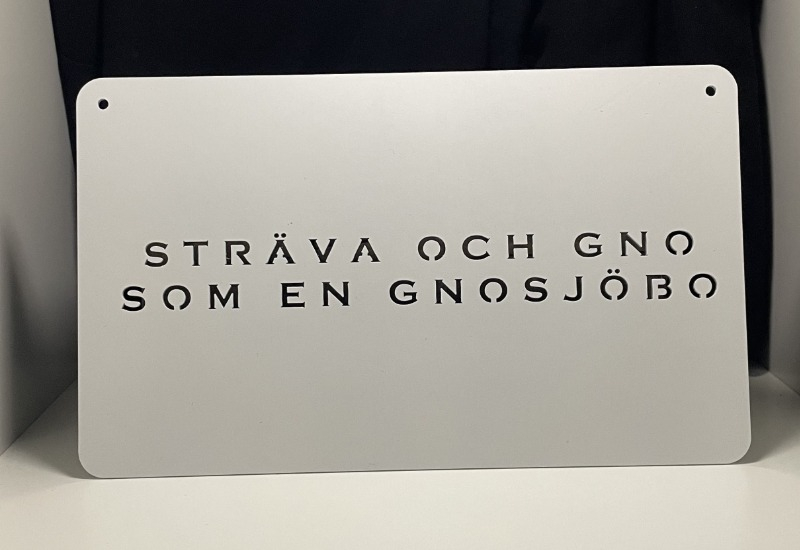 STRÄVA OCH GNO
SOM EN GNOSJÖBO